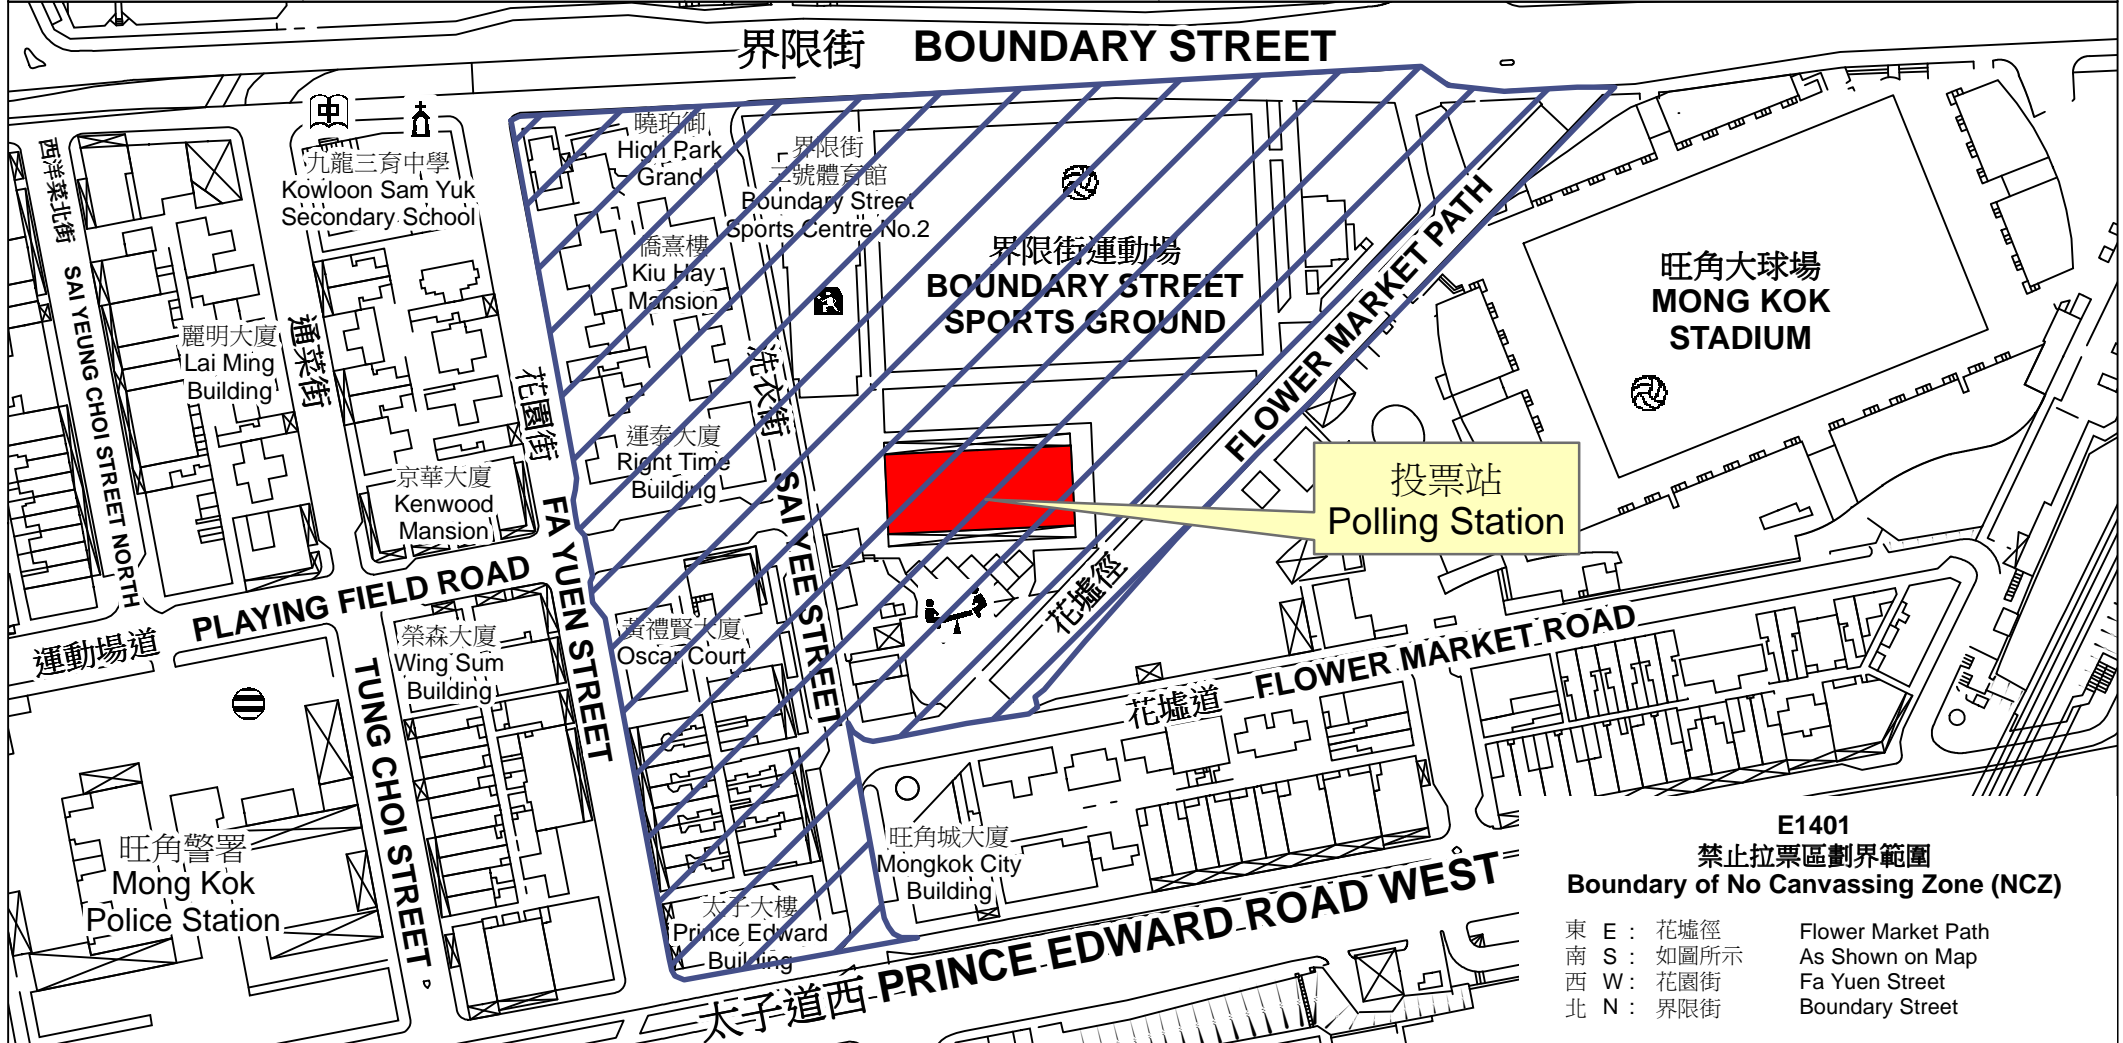 界限街 BOUNDARY STREET
中
九龍三育中學
Kowloon Sam Yuk
Secondary School
曉珀御
High Park
Grand
界限街
二號體育館
Boundary Street
Sports Centre No.2
西洋菜北街
SAI YEUNG CHOI STREET NORTH
僑熹樓
Kiu Hay
Mansion
界限街運動場
BOUNDARY STREET
SPORTS GROUND
旺角大球場
MONG KOK
STADIUM
FLOWER MARKET PATH
花墟徑
麗明大廈
Lai Ming
Building
通菜街
花園街
FA YUEN STREET
洗衣街
SAI YEE STREET
運泰大廈
Right Time
Building
京華大廈
Kenwood
Mansion
投票站
Polling Station
運動場道 PLAYING FIELD ROAD
榮森大廈
Wing Sum
Building
黃禮賢大廈
Oscar Court
花墟道 FLOWER MARKET ROAD
TUNG CHOI STREET
旺角警署
Mong Kok
Police Station
旺角城大廈
Mongkok City
Building
太子大樓
Prince Edward
Building
太子道西 PRINCE EDWARD ROAD WEST
E1401
禁止拉票區劃界範圍
Boundary of No Canvassing Zone (NCZ)
東 E : 花墟徑 Flower Market Path
南 S : 如圖所示 As Shown on Map
西 W : 花園街 Fa Yuen Street
北 N : 界限街 Boundary Street